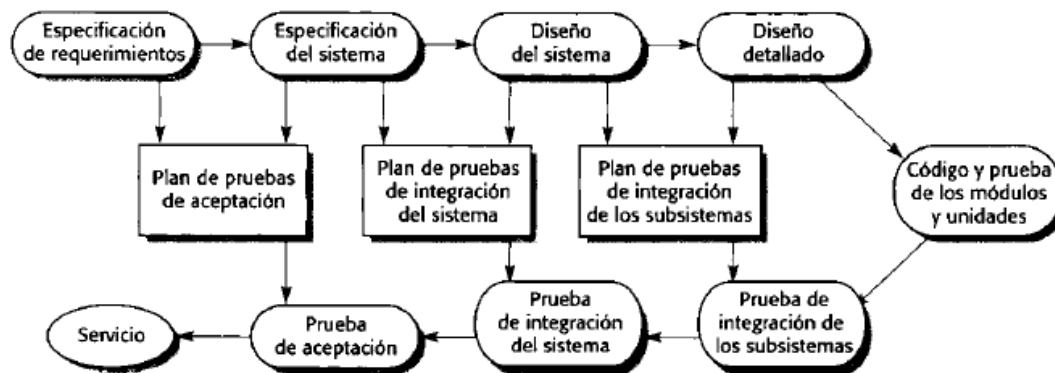 Especificación
de requerimientos
Especificación
del sistema
Diseño
del sistema
Diseño
detallado
Plan de pruebas
de aceptación
Plan de pruebas
de integración
del sistema
Plan de pruebas
de integración
de los subsistemas
Código y prueba
de los módulos
y unidades
Servicio
Prueba
de aceptación
Prueba
de integración
del sistema
Prueba de
integración de
los subsistemas